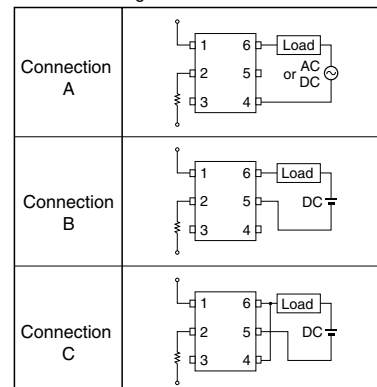 Connection
A
1 6 Load
2 5 or AC
DC
3 4
Connection
B
1 6 Load
2 5 DC
3 4
Connection
C
1 6 Load
2 5 DC
3 4